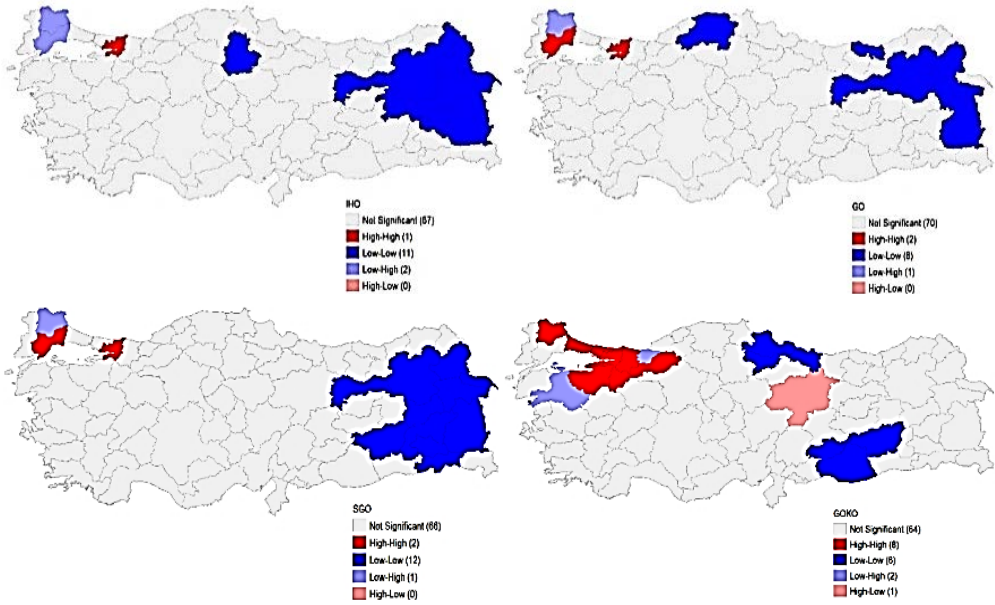 IHO
Not Significant (67)
High-High (1)
Low-Low (11)
Low-High (2)
High-Low (0)
GO
Not Significant (70)
High-High (2)
Low-Low (8)
Low-High (1)
High-Low (0)
SGO
Not Significant (66)
High-High (2)
Low-Low (12)
Low-High (1)
High-Low (0)
GOKO
Not Significant (64)
High-High (8)
Low-Low (6)
Low-High (2)
High-Low (1)